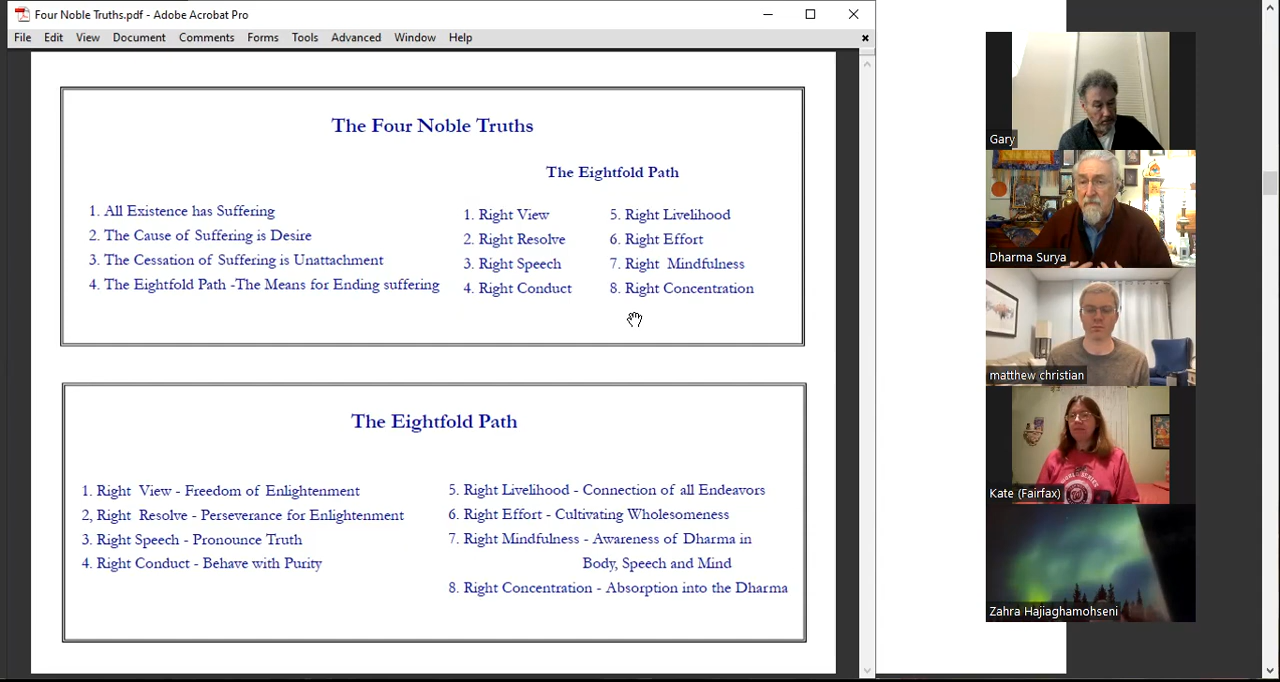 Four Noble Truths.pdf - Adobe Acrobat Pro
File Edit View Document Comments Forms Tools Advanced Window Help
The Four Noble Truths
The Eightfold Path
1. All Existence has Suffering
2. The Cause of Suffering is Desire
3. The Cessation of Suffering is Unattachment
4. The Eightfold Path -The Means for Ending suffering
1. Right View
2. Right Resolve
3. Right Speech
4. Right Conduct
5. Right Livelihood
6. Right Effort
7. Right Mindfulness
8. Right Concentration
The Eightfold Path
1. Right View - Freedom of Enlightenment
2, Right Resolve - Perseverance for Enlightenment
3. Right Speech - Pronounce Truth
4. Right Conduct - Behave with Purity
5. Right Livelihood - Connection of all Endeavors
6. Right Effort - Cultivating Wholesomeness
7. Right Mindfulness - Awareness of Dharma in
Body, Speech and Mind
8. Right Concentration - Absorption into the Dharma
Gary
Dharma Surya
matthew christian
Kate (Fairfax)
Zahra Hajiaghamohseni